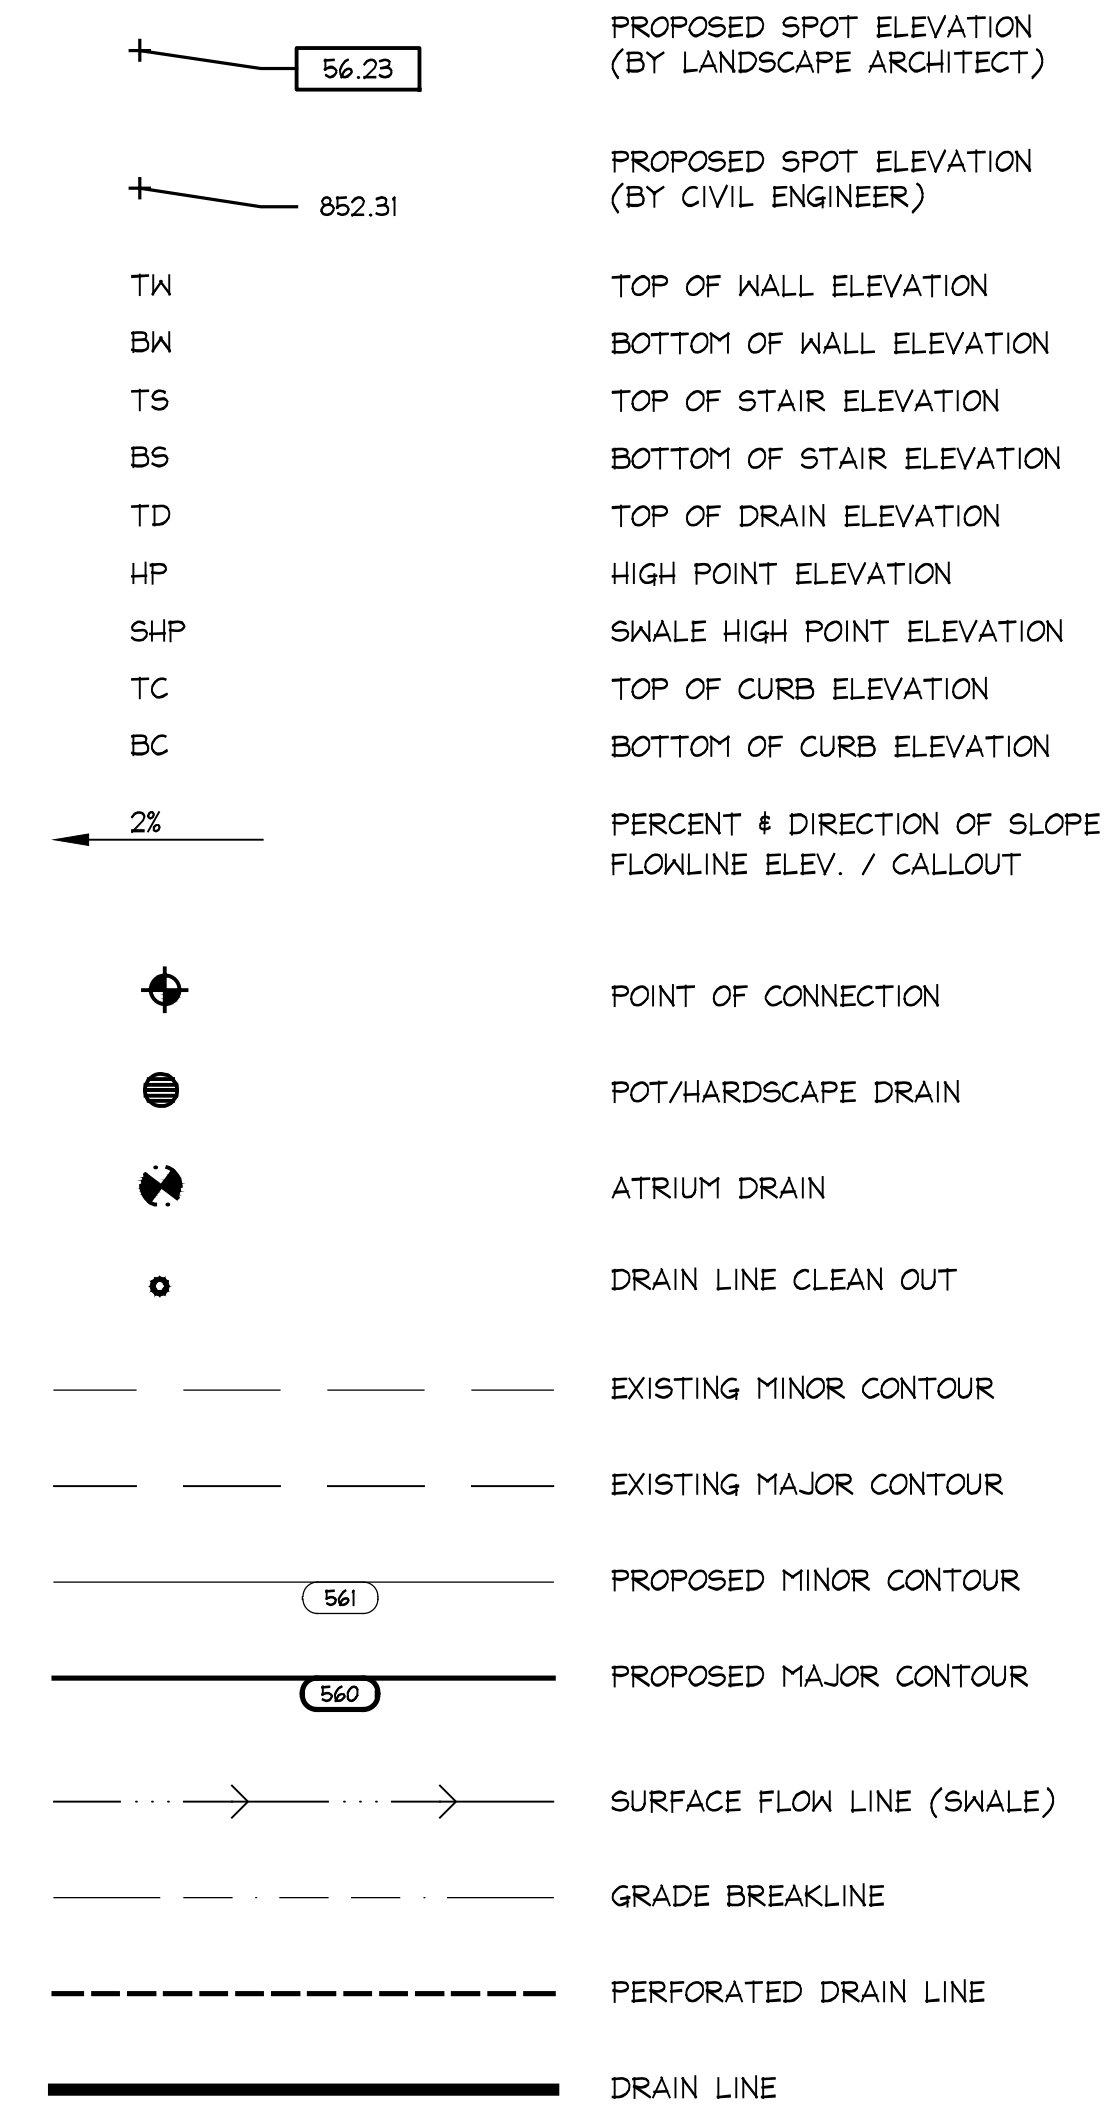 PROPOSED SPOT ELEVATION
56.23 (BY LANDSCAPE ARCHITECT)
PROPOSED SPOT ELEVATION
852.31 (BY CIVIL ENGINEER)
TW TOP OF WALL ELEVATION
BW BOTTOM OF WALL ELEVATION
TS TOP OF STAIR ELEVATION
BS BOTTOM OF STAIR ELEVATION
TD TOP OF DRAIN ELEVATION
HP HIGH POINT ELEVATION
SHP SWALE HIGH POINT ELEVATION
TC TOP OF CURB ELEVATION
BC BOTTOM OF CURB ELEVATION
2% PERCENT & DIRECTION OF SLOPE
FLOWLINE ELEV. / CALLOUT
POINT OF CONNECTION
POT/HARDSCAPE DRAIN
ATRIUM DRAIN
DRAIN LINE CLEAN OUT
EXISTING MINOR CONTOUR
EXISTING MAJOR CONTOUR
561 PROPOSED MINOR CONTOUR
560 PROPOSED MAJOR CONTOUR
SURFACE FLOW LINE (SWALE)
GRADE BREAKLINE
PERFORATED DRAIN LINE
DRAIN LINE